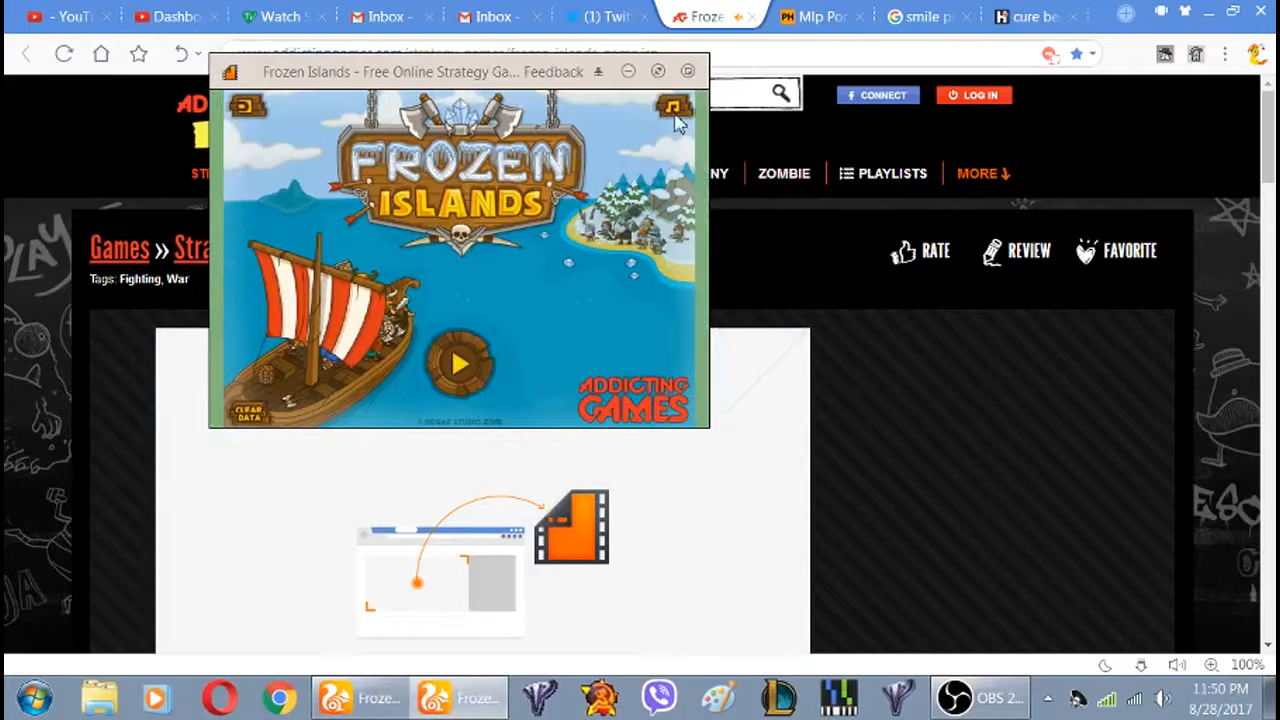 - YouTi
Dashbo
Watch
Inbox -
Inbox -
(1) Twit
Froze
Mlp Por
smile p
cure be
Frozen Islands - Free Online Strategy Ga... Feedback
CONNECT
LOG IN
FROZEN
ISLANDS
NY
ZOMBIE
PLAYLISTS
MORE
Games » Stra
RATE
REVIEW
FAVORITE
Tags: Fighting, War
CLEAR
DATA
ADDICTING
GAMES
100%
Froze...
Froze...
OBS 2...
11:50 PM
8/28/2017